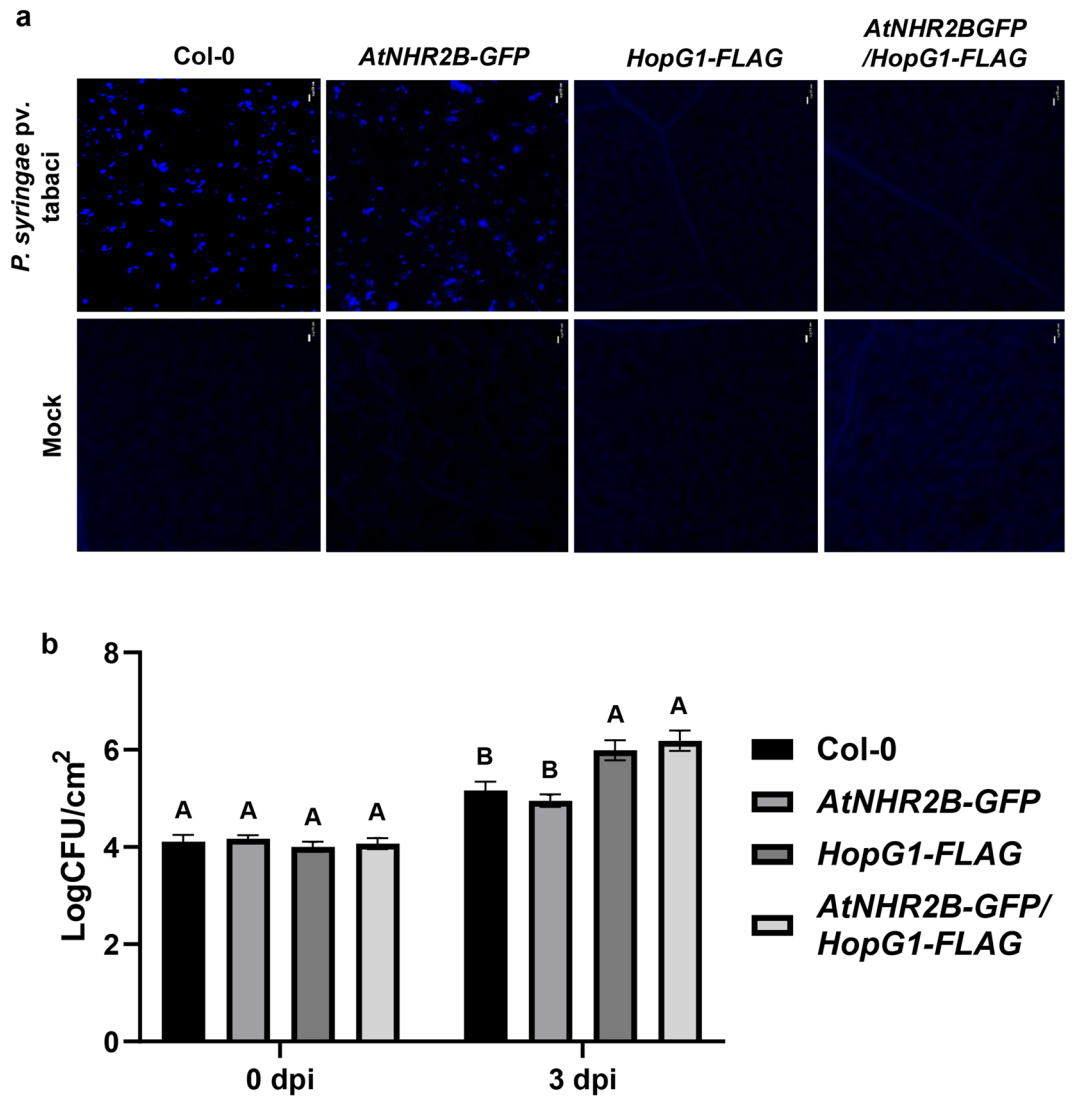 a
Col-0
AtNHR2B-GFP
HopG1-FLAG
AtNHR2BGFP
/HopG1-FLAG
P. syringae pv.
tabaci
Mock
b
LogCFU/cm²
8
6
4
2
0
A
A
A
A
B
B
A
A
0 dpi
3 dpi
Col-0
AtNHR2B-GFP
HopG1-FLAG
AtNHR2B-GFP/
HopG1-FLAG